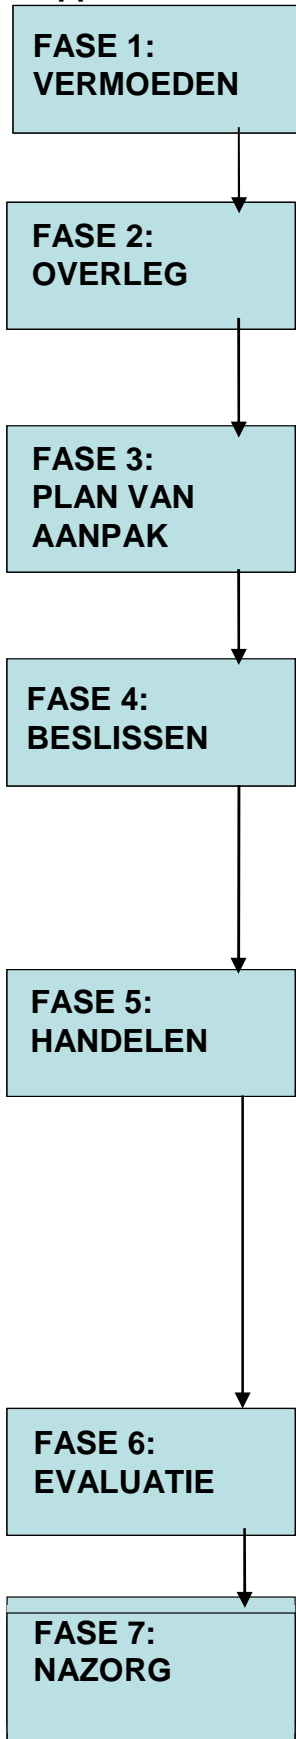 FASE 1:
VERMOEDEN
FASE 2:
OVERLEG
FASE 3:
PLAN VAN
AANPAK
FASE 4:
BESLISSEN
FASE 5:
HANDELEN
FASE 6:
EVALUATIE
FASE 7:
NAZORG